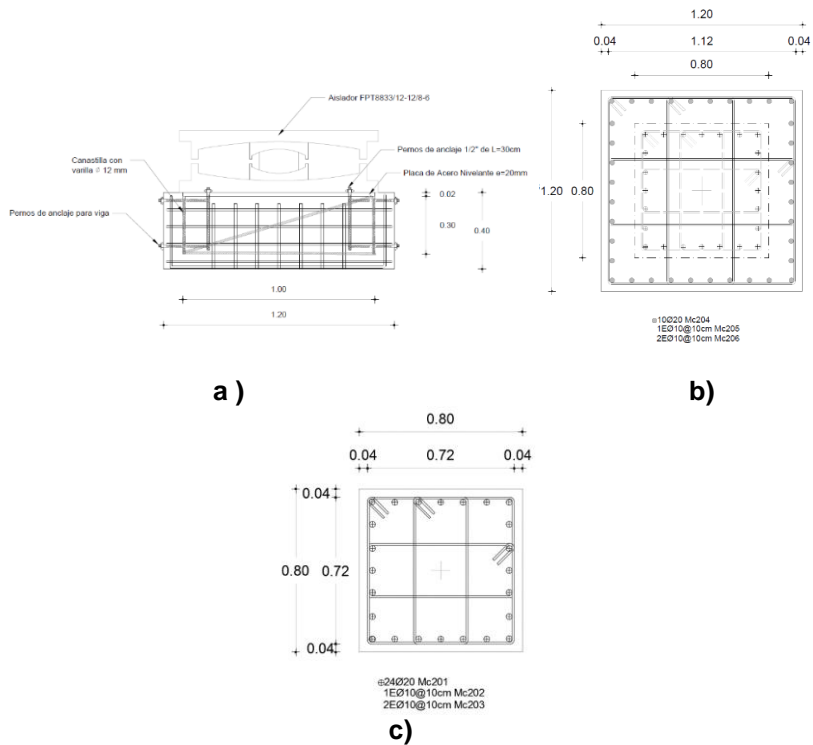 Aislador FPT8833/12-12/8-6
Canastilla con
varilla # 12 mm
Pernos de anclaje 1/2" de L=30cm
Placa de Acero Nivelante e=20mm
Pernos de anclaje para viga
0.02
0.30
0.40
1.00
1.20
a )
1.20
0.04
1.12
0.04
0.80
1.20
0.80
10Ø20 Mc204
1EØ10@10cm Mc205
2EØ10@10cm Mc206
b)
0.80
0.04
0.72
0.04
0.04
0.80
0.72
0.04
24Ø20 Mc201
1EØ10@10cm Mc202
2EØ10@10cm Mc203
c)